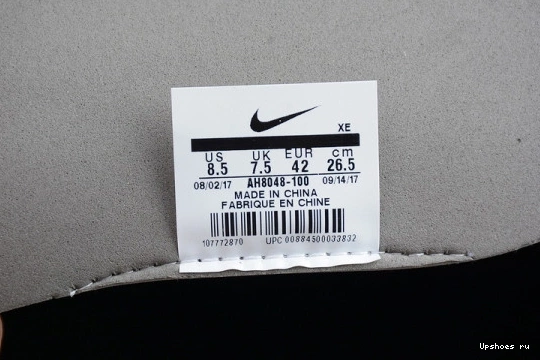 XE
US UK EUR cm
8.5 7.5 42 26.5
08/02/17 AH8048-100 09/14/17
MADE IN CHINA
FABRIQUE EN CHINE
107772870 UPC 00884500033832
Upshoes ru